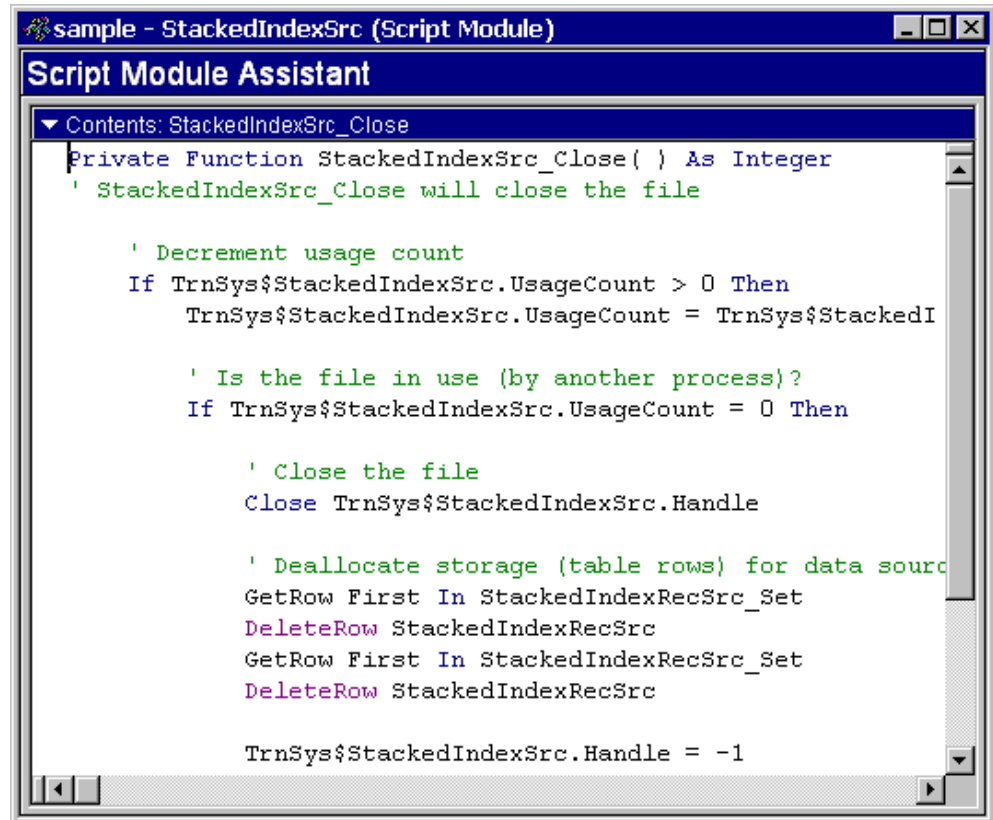 sample - StackedIndexSrc (Script Module)
Script Module Assistant
Contents: StackedIndexSrc_Close
Private Function StackedIndexSrc_Close( ) As Integer
' StackedIndexSrc_Close will close the file
' Decrement usage count
If TrnSys$StackedIndexSrc.UsageCount > 0 Then
TrnSys$StackedIndexSrc.UsageCount = TrnSys$StackedI
' Is the file in use (by another process)?
If TrnSys$StackedIndexSrc.UsageCount = 0 Then
' Close the file
Close TrnSys$StackedIndexSrc.Handle
' Deallocate storage (table rows) for data sourc
GetRow First In StackedIndexRecSrc_Set
DeleteRow StackedIndexRecSrc
GetRow First In StackedIndexRecSrc_Set
DeleteRow StackedIndexRecSrc
TrnSys$StackedIndexSrc.Handle = -1